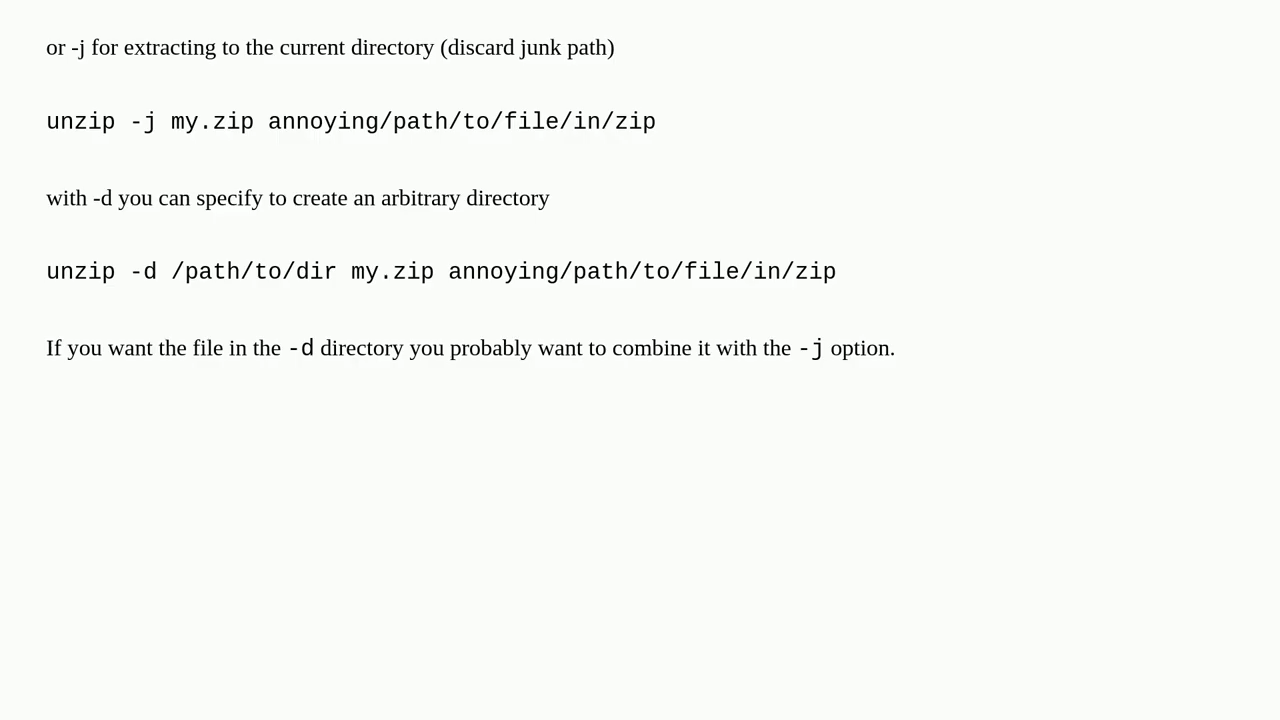 or -j for extracting to the current directory (discard junk path)
unzip -j my.zip annoying/path/to/file/in/zip
with -d you can specify to create an arbitrary directory
unzip -d /path/to/dir my.zip annoying/path/to/file/in/zip
If you want the file in the -d directory you probably want to combine it with the -j option.